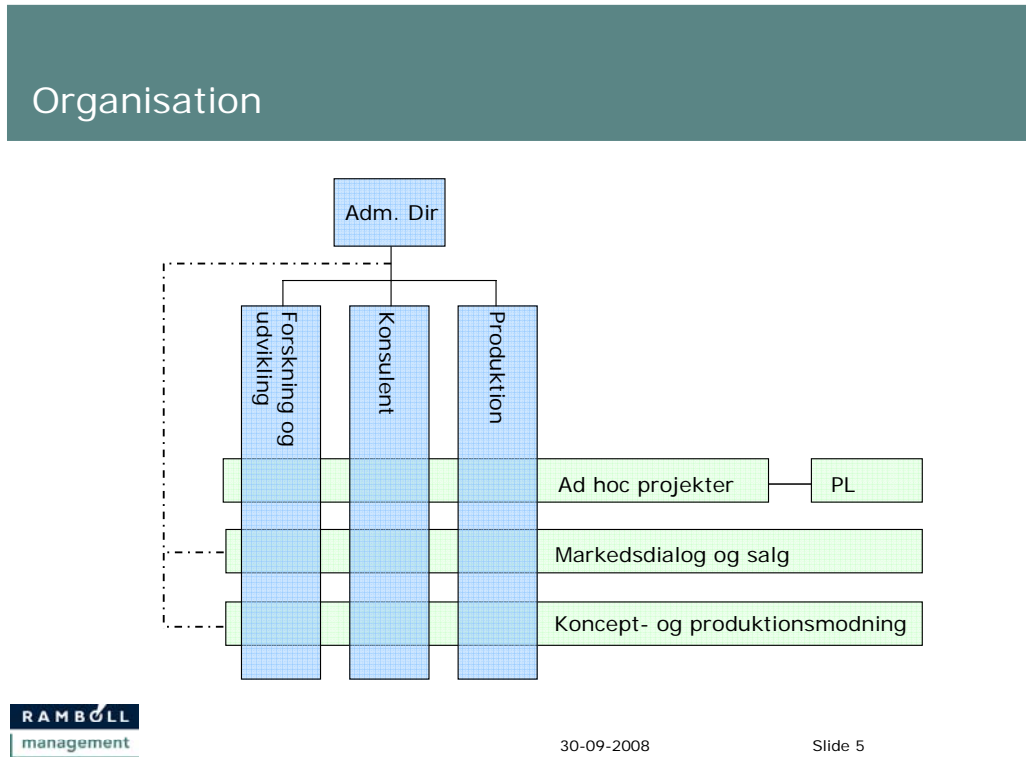 Organisation
Adm. Dir
Forskning og
udvikling
Konsulent
Produktion
Ad hoc projekter
PL
Markedsdialog og salg
Koncept- og produktionsmodning
RAMBØLL
management
30-09-2008
Slide 5